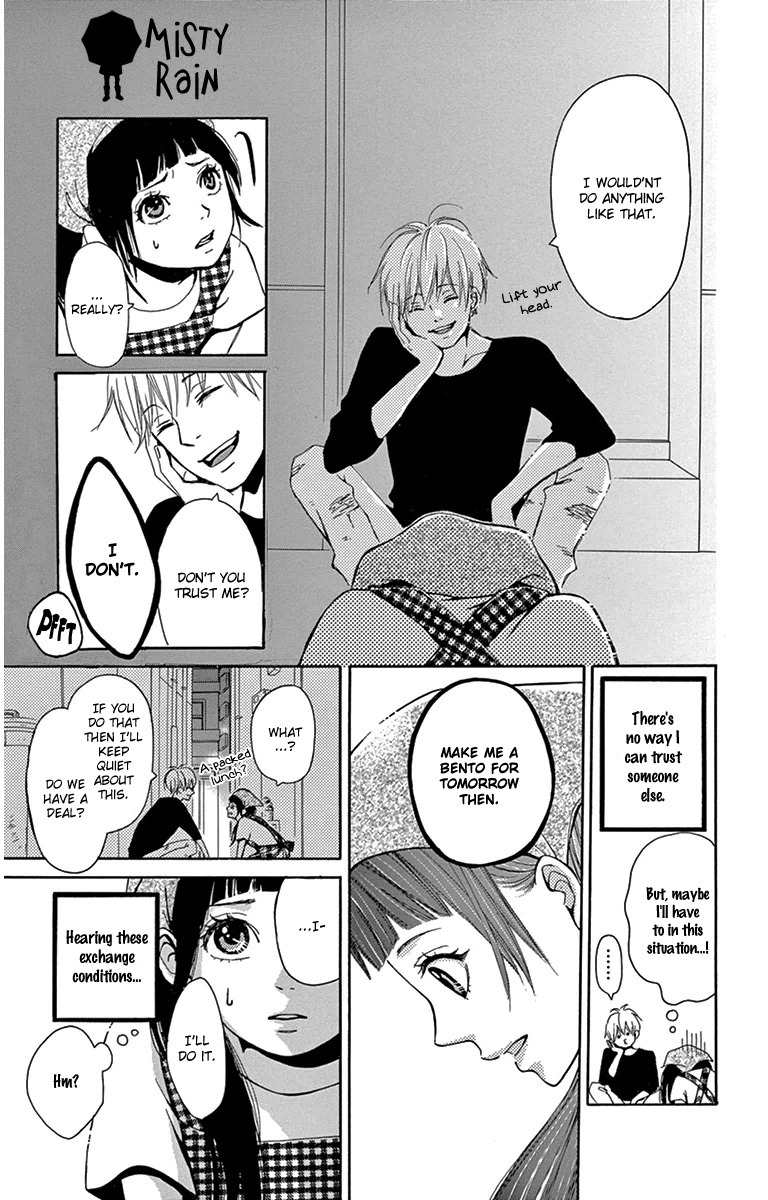 MiSTY
RaiN
I WOULD'NT
DO ANYTHING
LIKE THAT.
Lift your
head.
...
REALLY?
DON'T YOU
TRUST ME?
I
DON'T.
PFFT
There's
no way I
can trust
someone
else.
But, maybe
I'll have
to in this
situation...!
.......
MAKE ME A
BENTO FOR
TOMORROW
THEN.
WHAT
...?
A packed
lunch?
IF YOU
DO THAT
THEN I'LL
KEEP
QUIET
ABOUT
THIS.
DO WE
HAVE A
DEAL?
...I-
I'LL
DO IT.
Hearing these
exchange
conditions...
Hm?